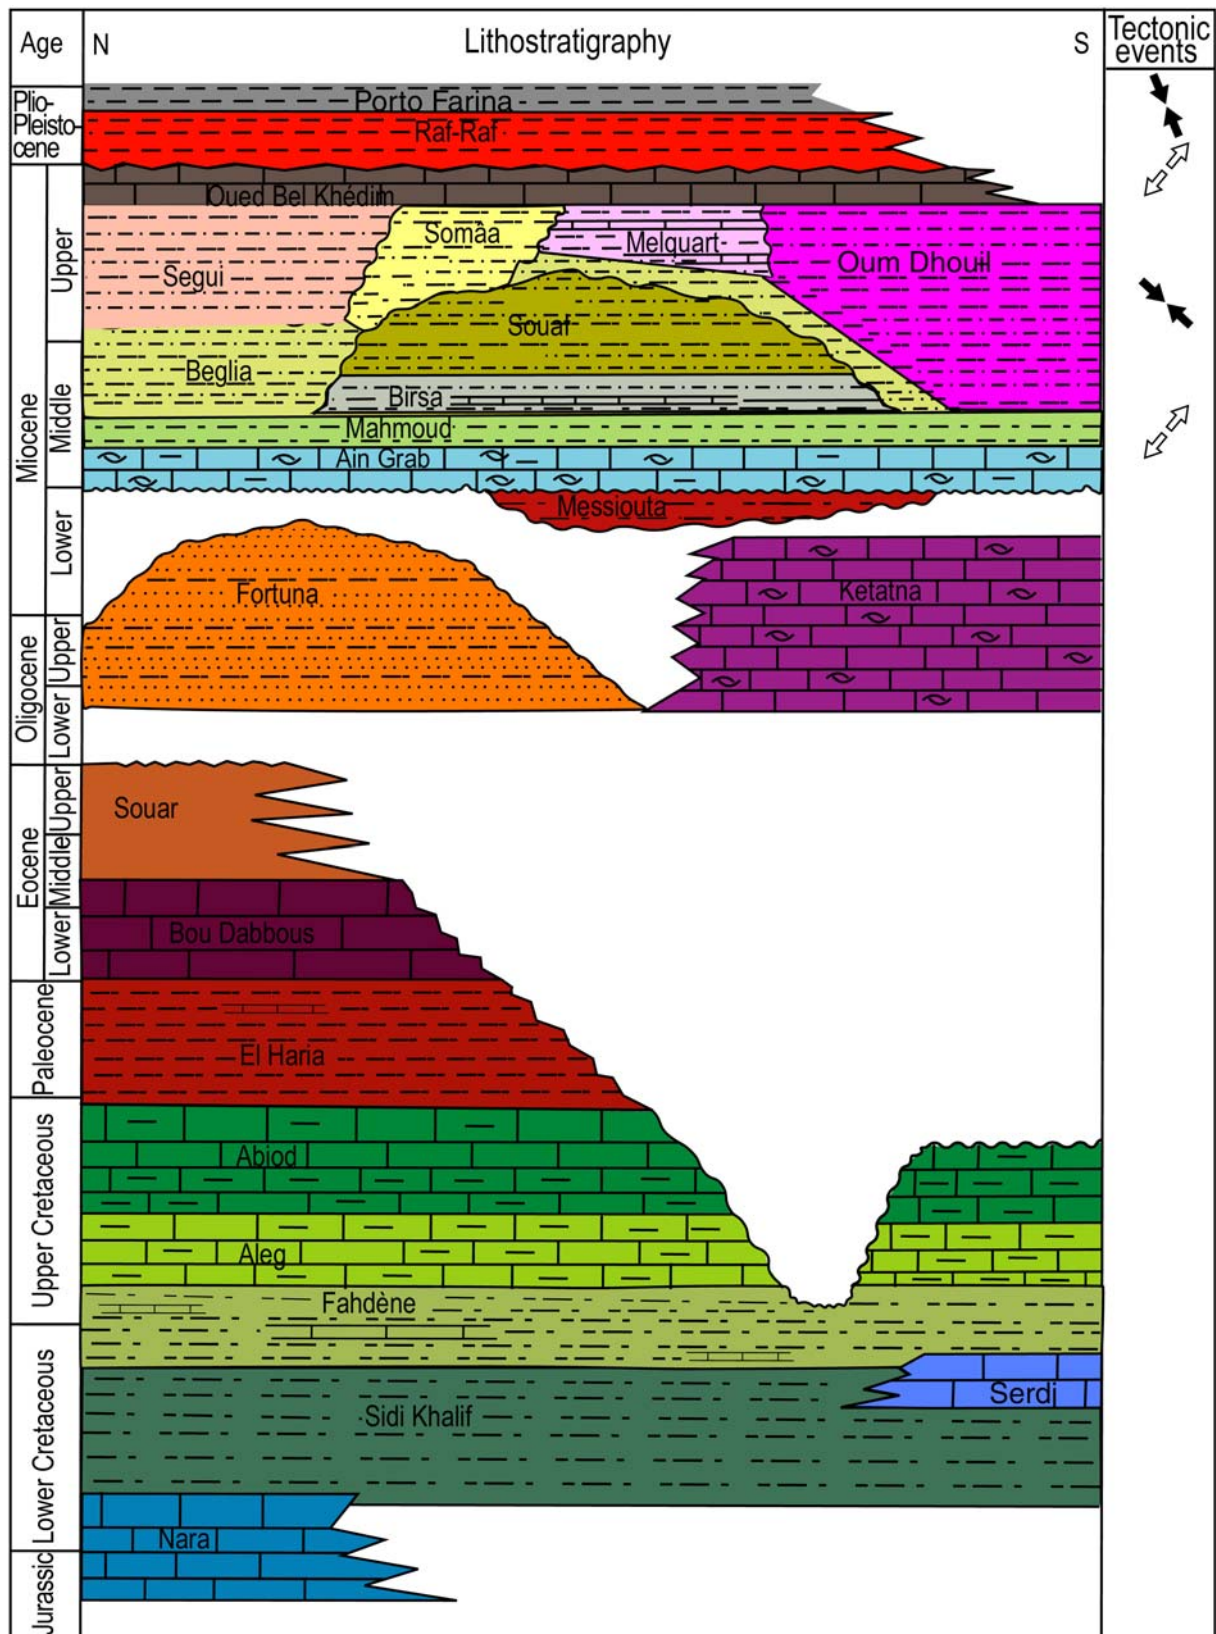 Age
N
Lithostratigraphy
S
Tectonic
events
Plio-
Pleisto-
cene
Porto Farina
Raf-Raf
Oued Bel Khédim
Miocene
Upper
Segui
Somâa
Melquart
Oum Dhouil
Souaf
Middle
Beglia
Birsa
Mahmoud
Ain Grab
Lower
Messiouta
Fortuna
Ketatna
Oligocene
Upper
Lower
Eocene
Upper
Souar
Middle
Lower
Bou Dabbous
Paleocene
El Haria
Upper Cretaceous
Abiod
Aleg
Fahdène
Lower Cretaceous
Serdi
Sidi Khalif
Nara
Jurassic